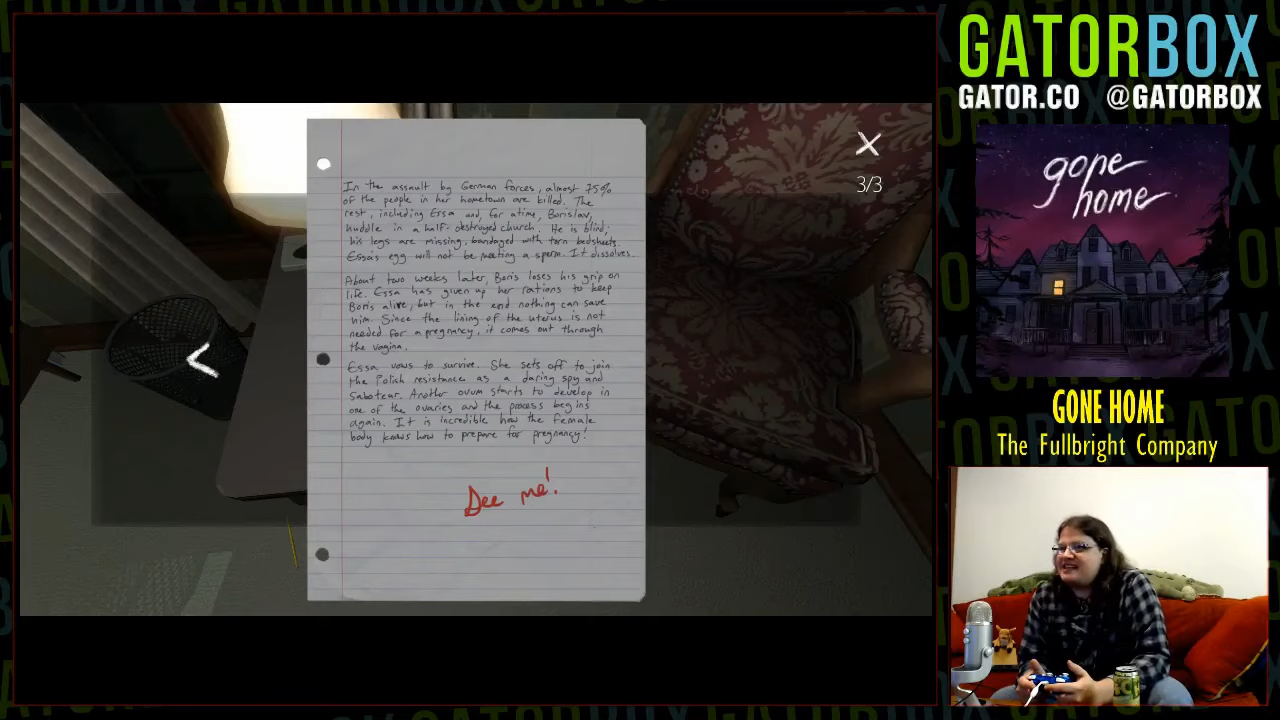 GATORBOX
GATOR.CO @GATORBOX
3/3
In the assault by German forces, almost 75%
of the people in her hometown are killed. The
rest, including Essa and, for a time, Borislav,
huddle in a half-destroyed church. He is blind;
his legs are missing, bandaged with torn bedsheets.
Essa's egg will not be meeting a sperm. It dissolves.
About two weeks later Boris loses his grip on
life. Essa has given up her rations to keep
Boris alive, but in the end nothing can save
him. Since the lining of the uterus is not
needed for a pregnancy, it comes out through
the vagina.
Essa vows to survive. She sets off to join
the Polish resistance as a daring spy and
saboteur. Another ovum starts to develop in
one of the ovaries and the process begins
again. It is incredible how the female
body knows how to prepare for pregnancy!
See me!
gone
home
GONE HOME
The Fullbright Company